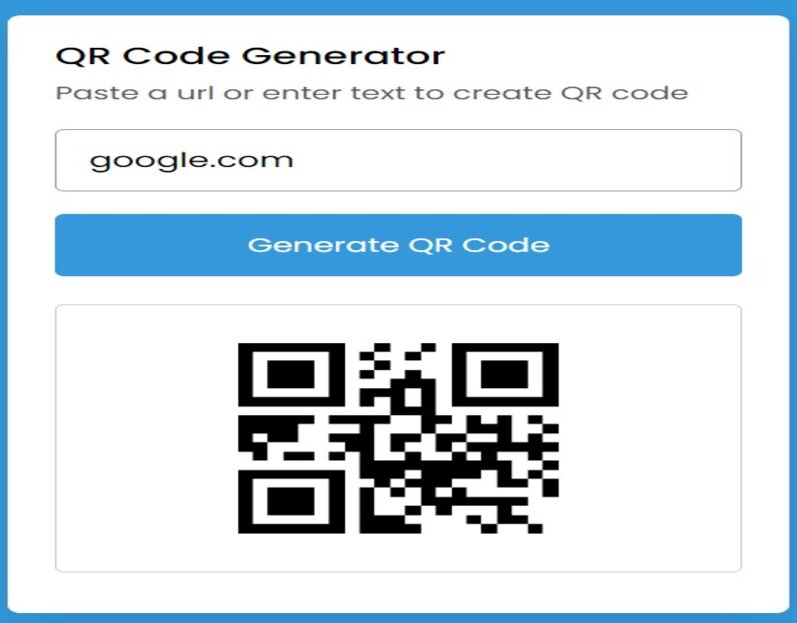 QR Code Generator
Paste a url or enter text to create QR code
google.com
Generate QR Code